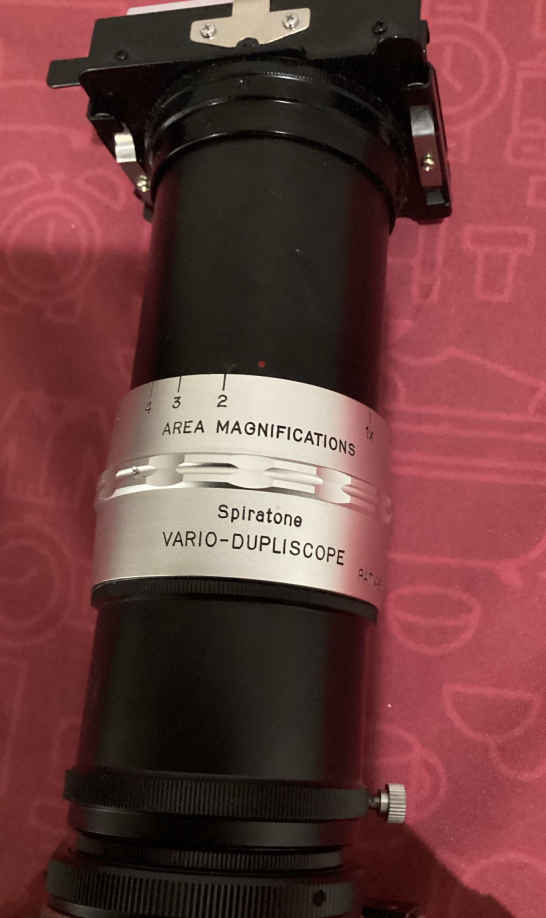 4 3 2 1x
AREA MAGNIFICATIONS
Spiratone
VARIO-DUPLISCOPE